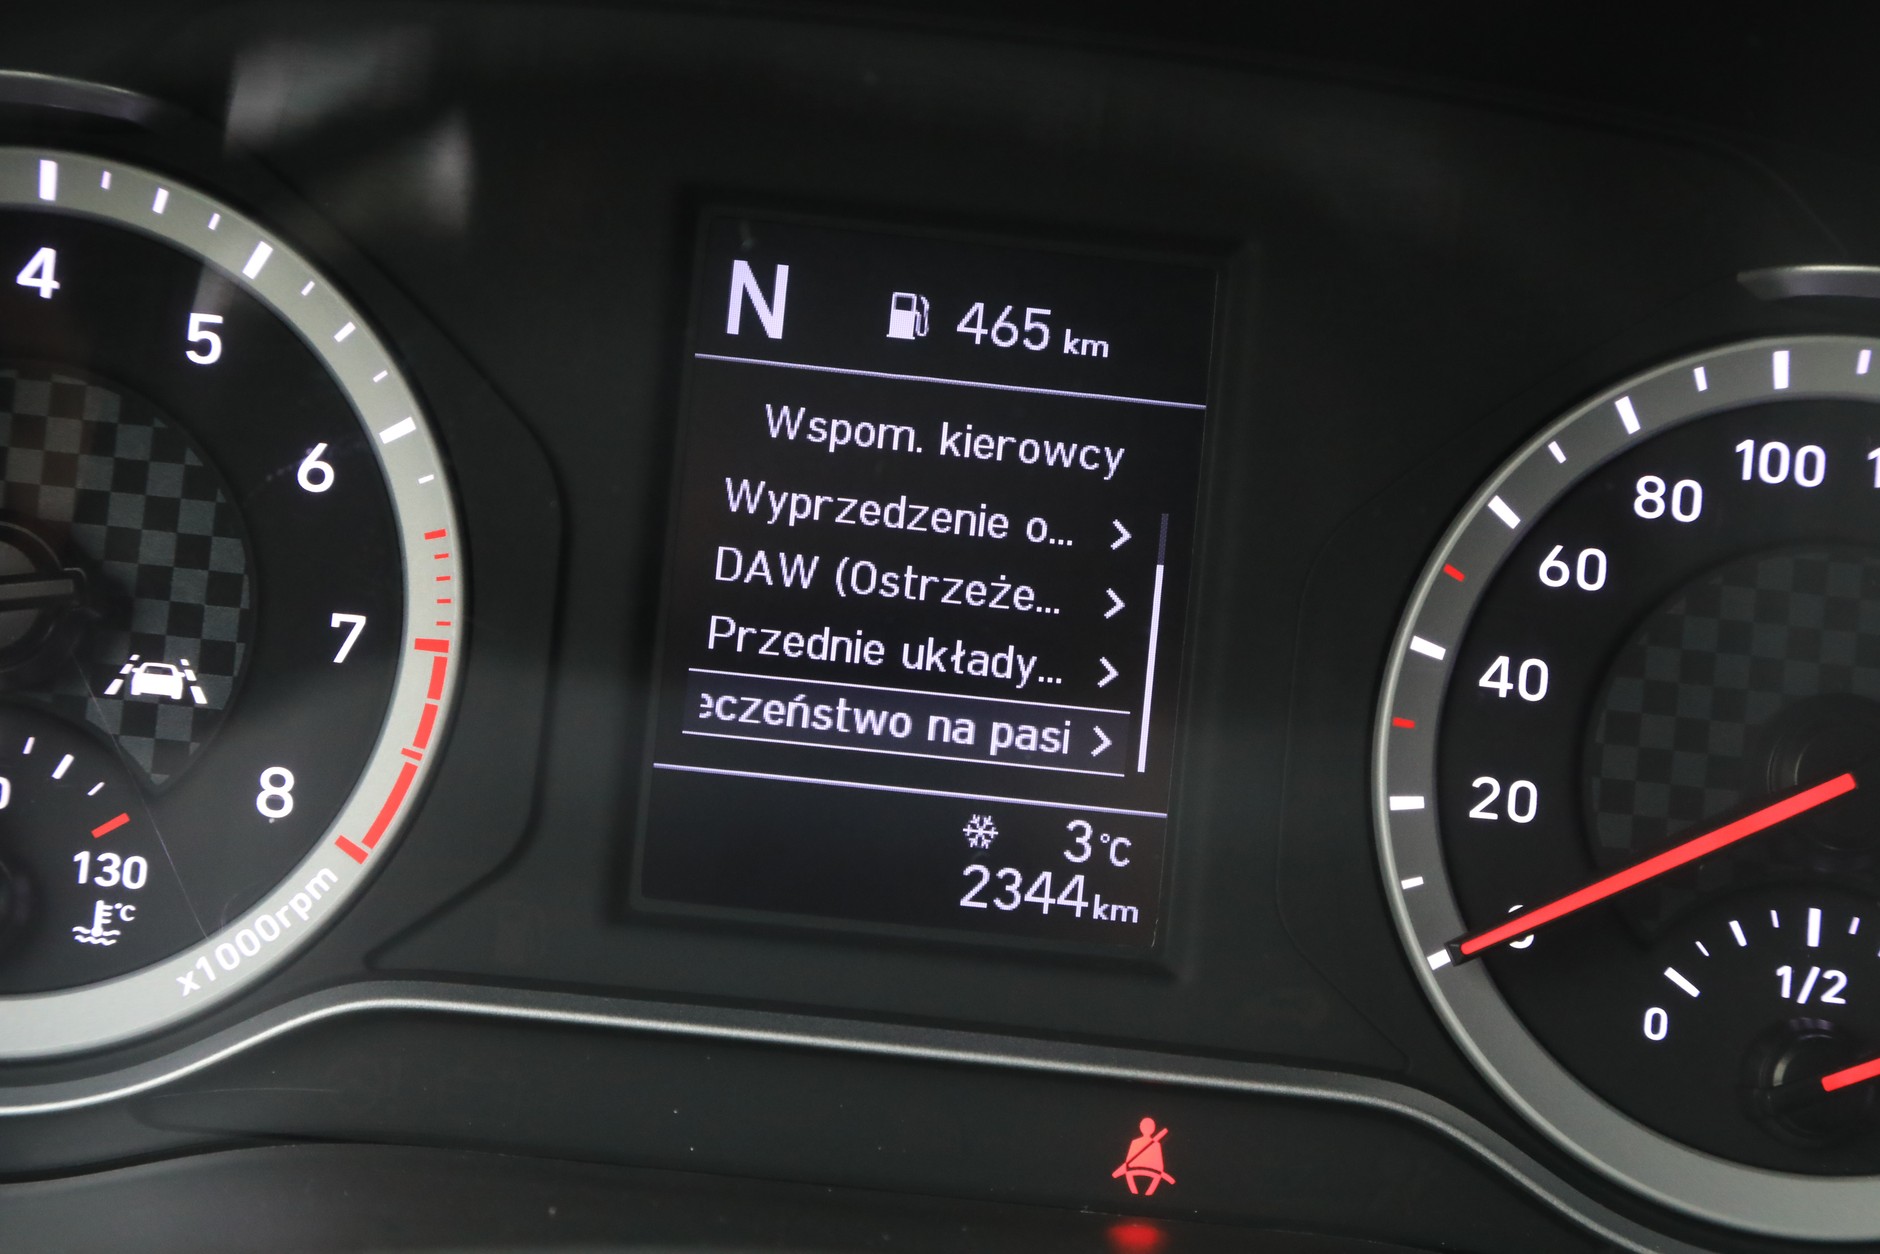 4
5
6
7
8
x1000rpm
130
°C
N 465 km
Wspom. kierowcy
Wyprzedzenie o... >
DAW (Ostrzeże... >
Przednie układy... >
eczeństwo na pasi >
3°C
2344km
100
80
60
40
20
0
1/2